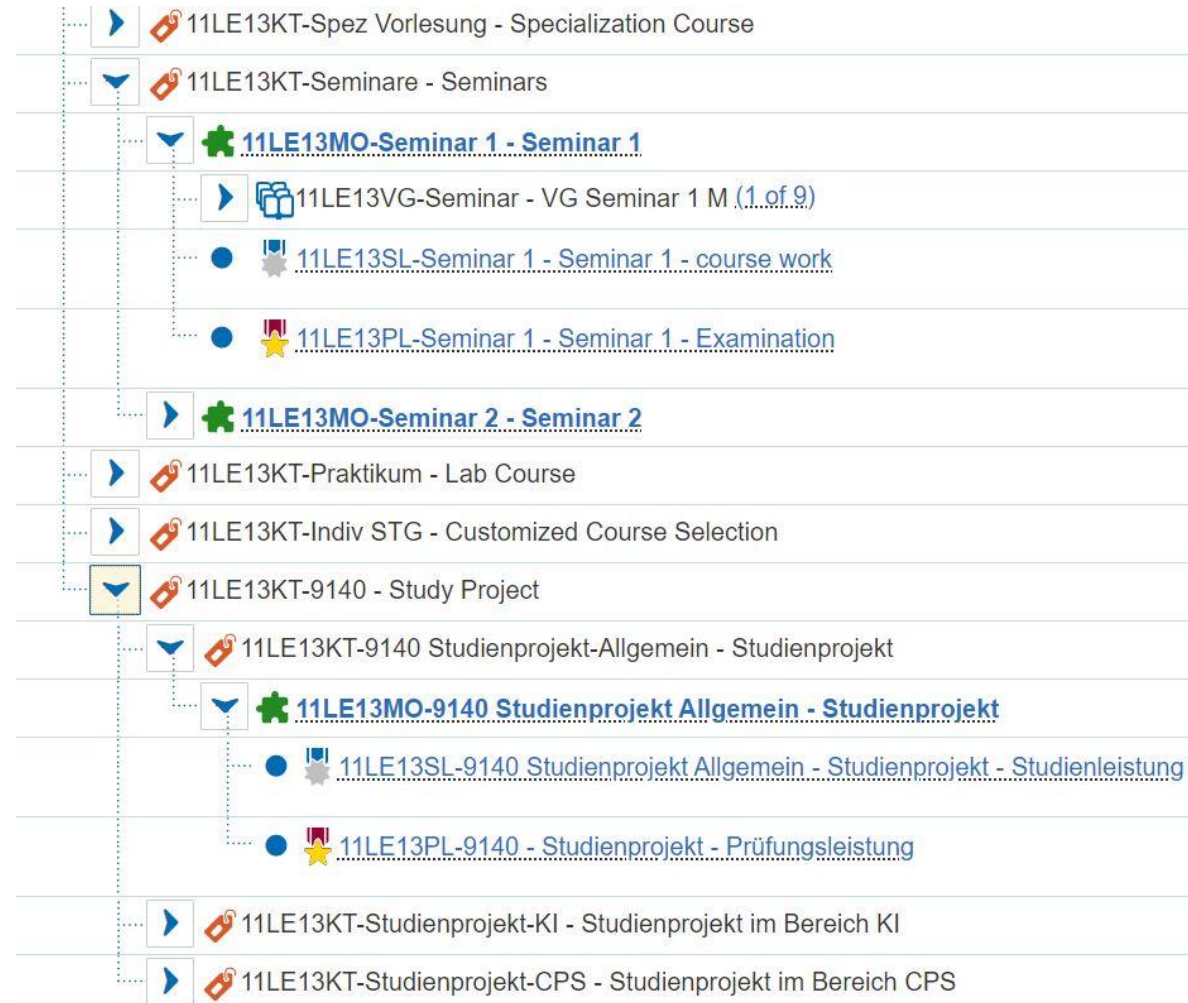 11LE13KT-Spez Vorlesung - Specialization Course
11LE13KT-Seminare - Seminars
11LE13MO-Seminar 1 - Seminar 1
11LE13VG-Seminar - VG Seminar 1 M (1 of 9)
11LE13SL-Seminar 1 - Seminar 1 - course work
11LE13PL-Seminar 1 - Seminar 1 - Examination
11LE13MO-Seminar 2 - Seminar 2
11LE13KT-Praktikum - Lab Course
11LE13KT-Indiv STG - Customized Course Selection
11LE13KT-9140 - Study Project
11LE13KT-9140 Studienprojekt-Allgemein - Studienprojekt
11LE13MO-9140 Studienprojekt Allgemein - Studienprojekt
11LE13SL-9140 Studienprojekt Allgemein - Studienprojekt - Studienleistung
11LE13PL-9140 - Studienprojekt - Prüfungsleistung
11LE13KT-Studienprojekt-KI - Studienprojekt im Bereich KI
11LE13KT-Studienprojekt-CPS - Studienprojekt im Bereich CPS